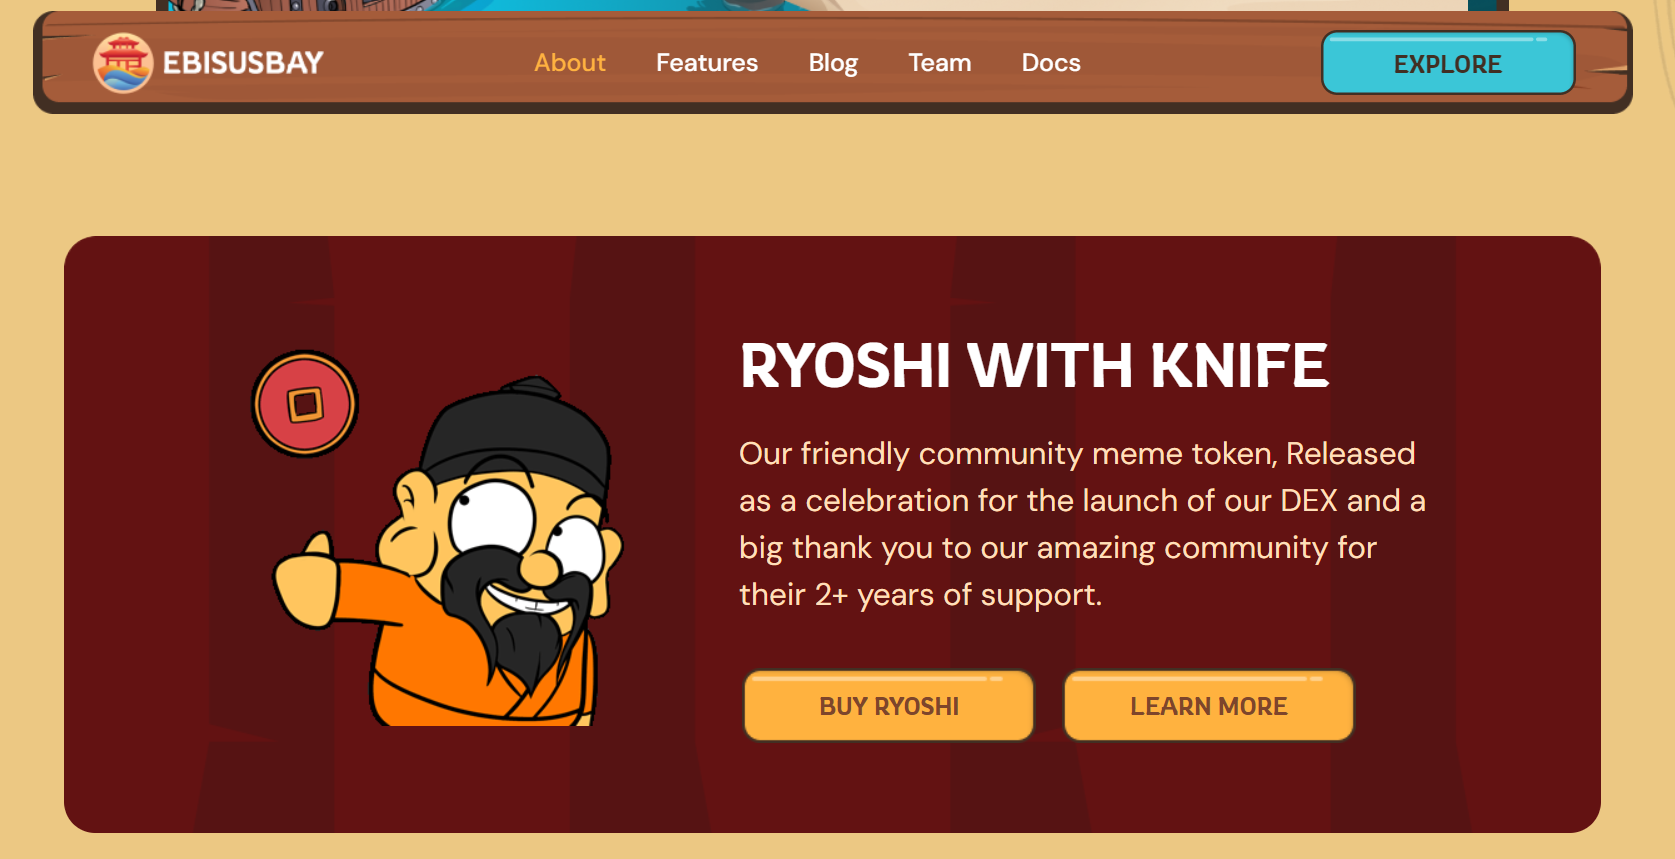 EBISUSBAY
About Features Blog Team Docs
EXPLORE
RYOSHI WITH KNIFE
Our friendly community meme token, Released
as a celebration for the launch of our DEX and a
big thank you to our amazing community for
their 2+ years of support.
BUY RYOSHI
LEARN MORE